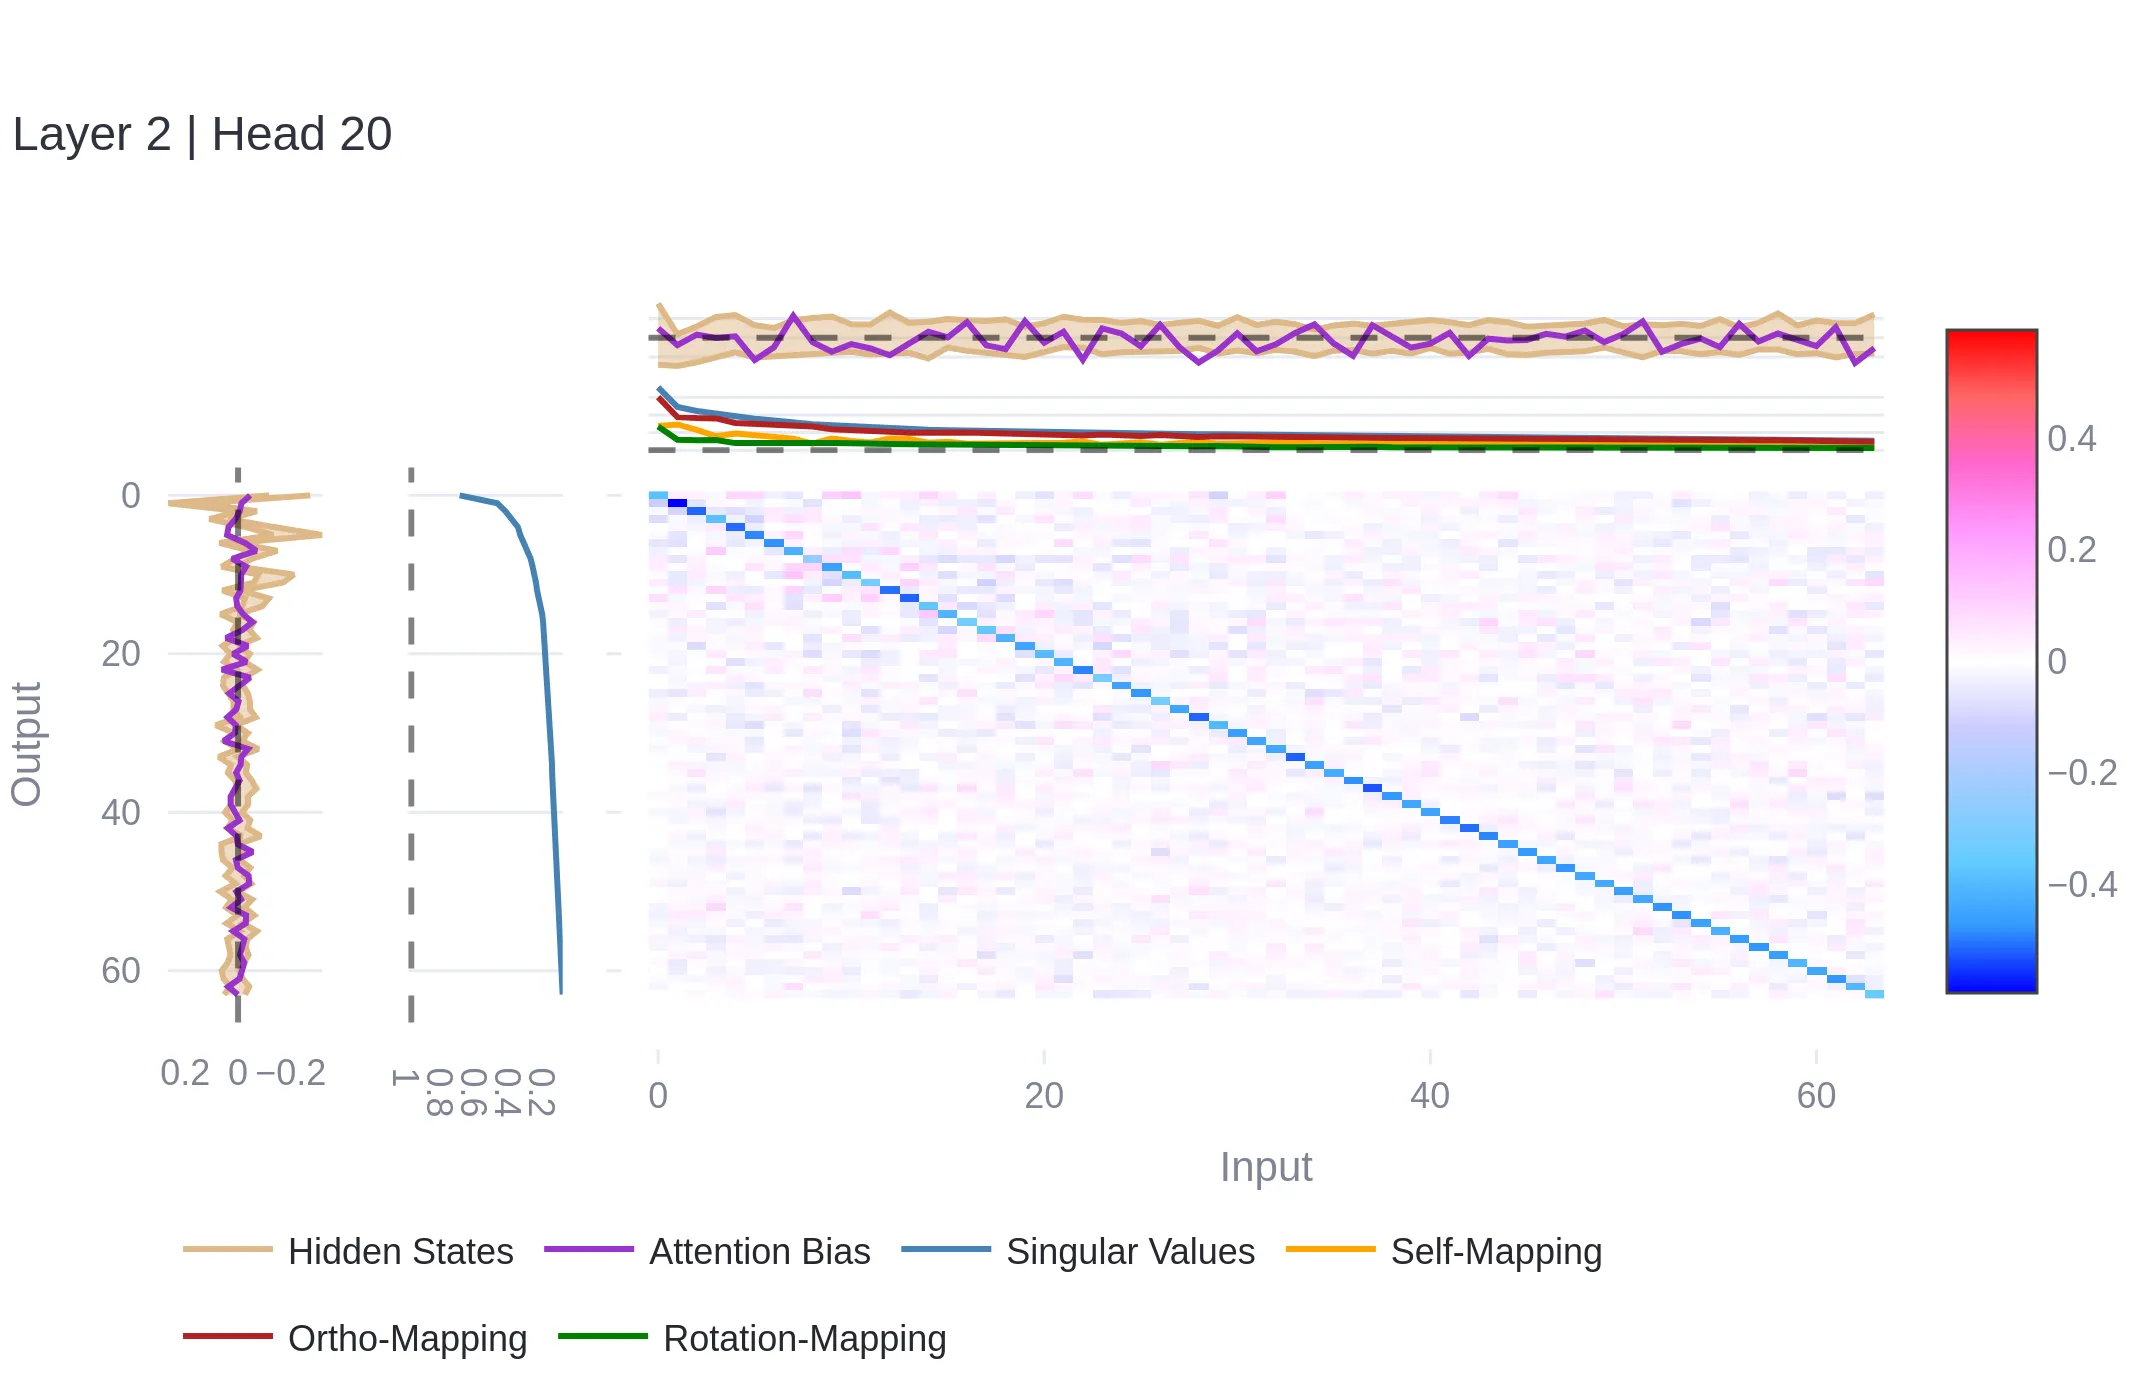 Layer 2 | Head 20
0
20
40
60
Output
0.2 0 −0.2
1
0.8
0.6
0.4
0.2
0 20 40 60
Input
0.4
0.2
0
−0.2
−0.4
Hidden States Attention Bias Singular Values Self-Mapping
Ortho-Mapping Rotation-Mapping